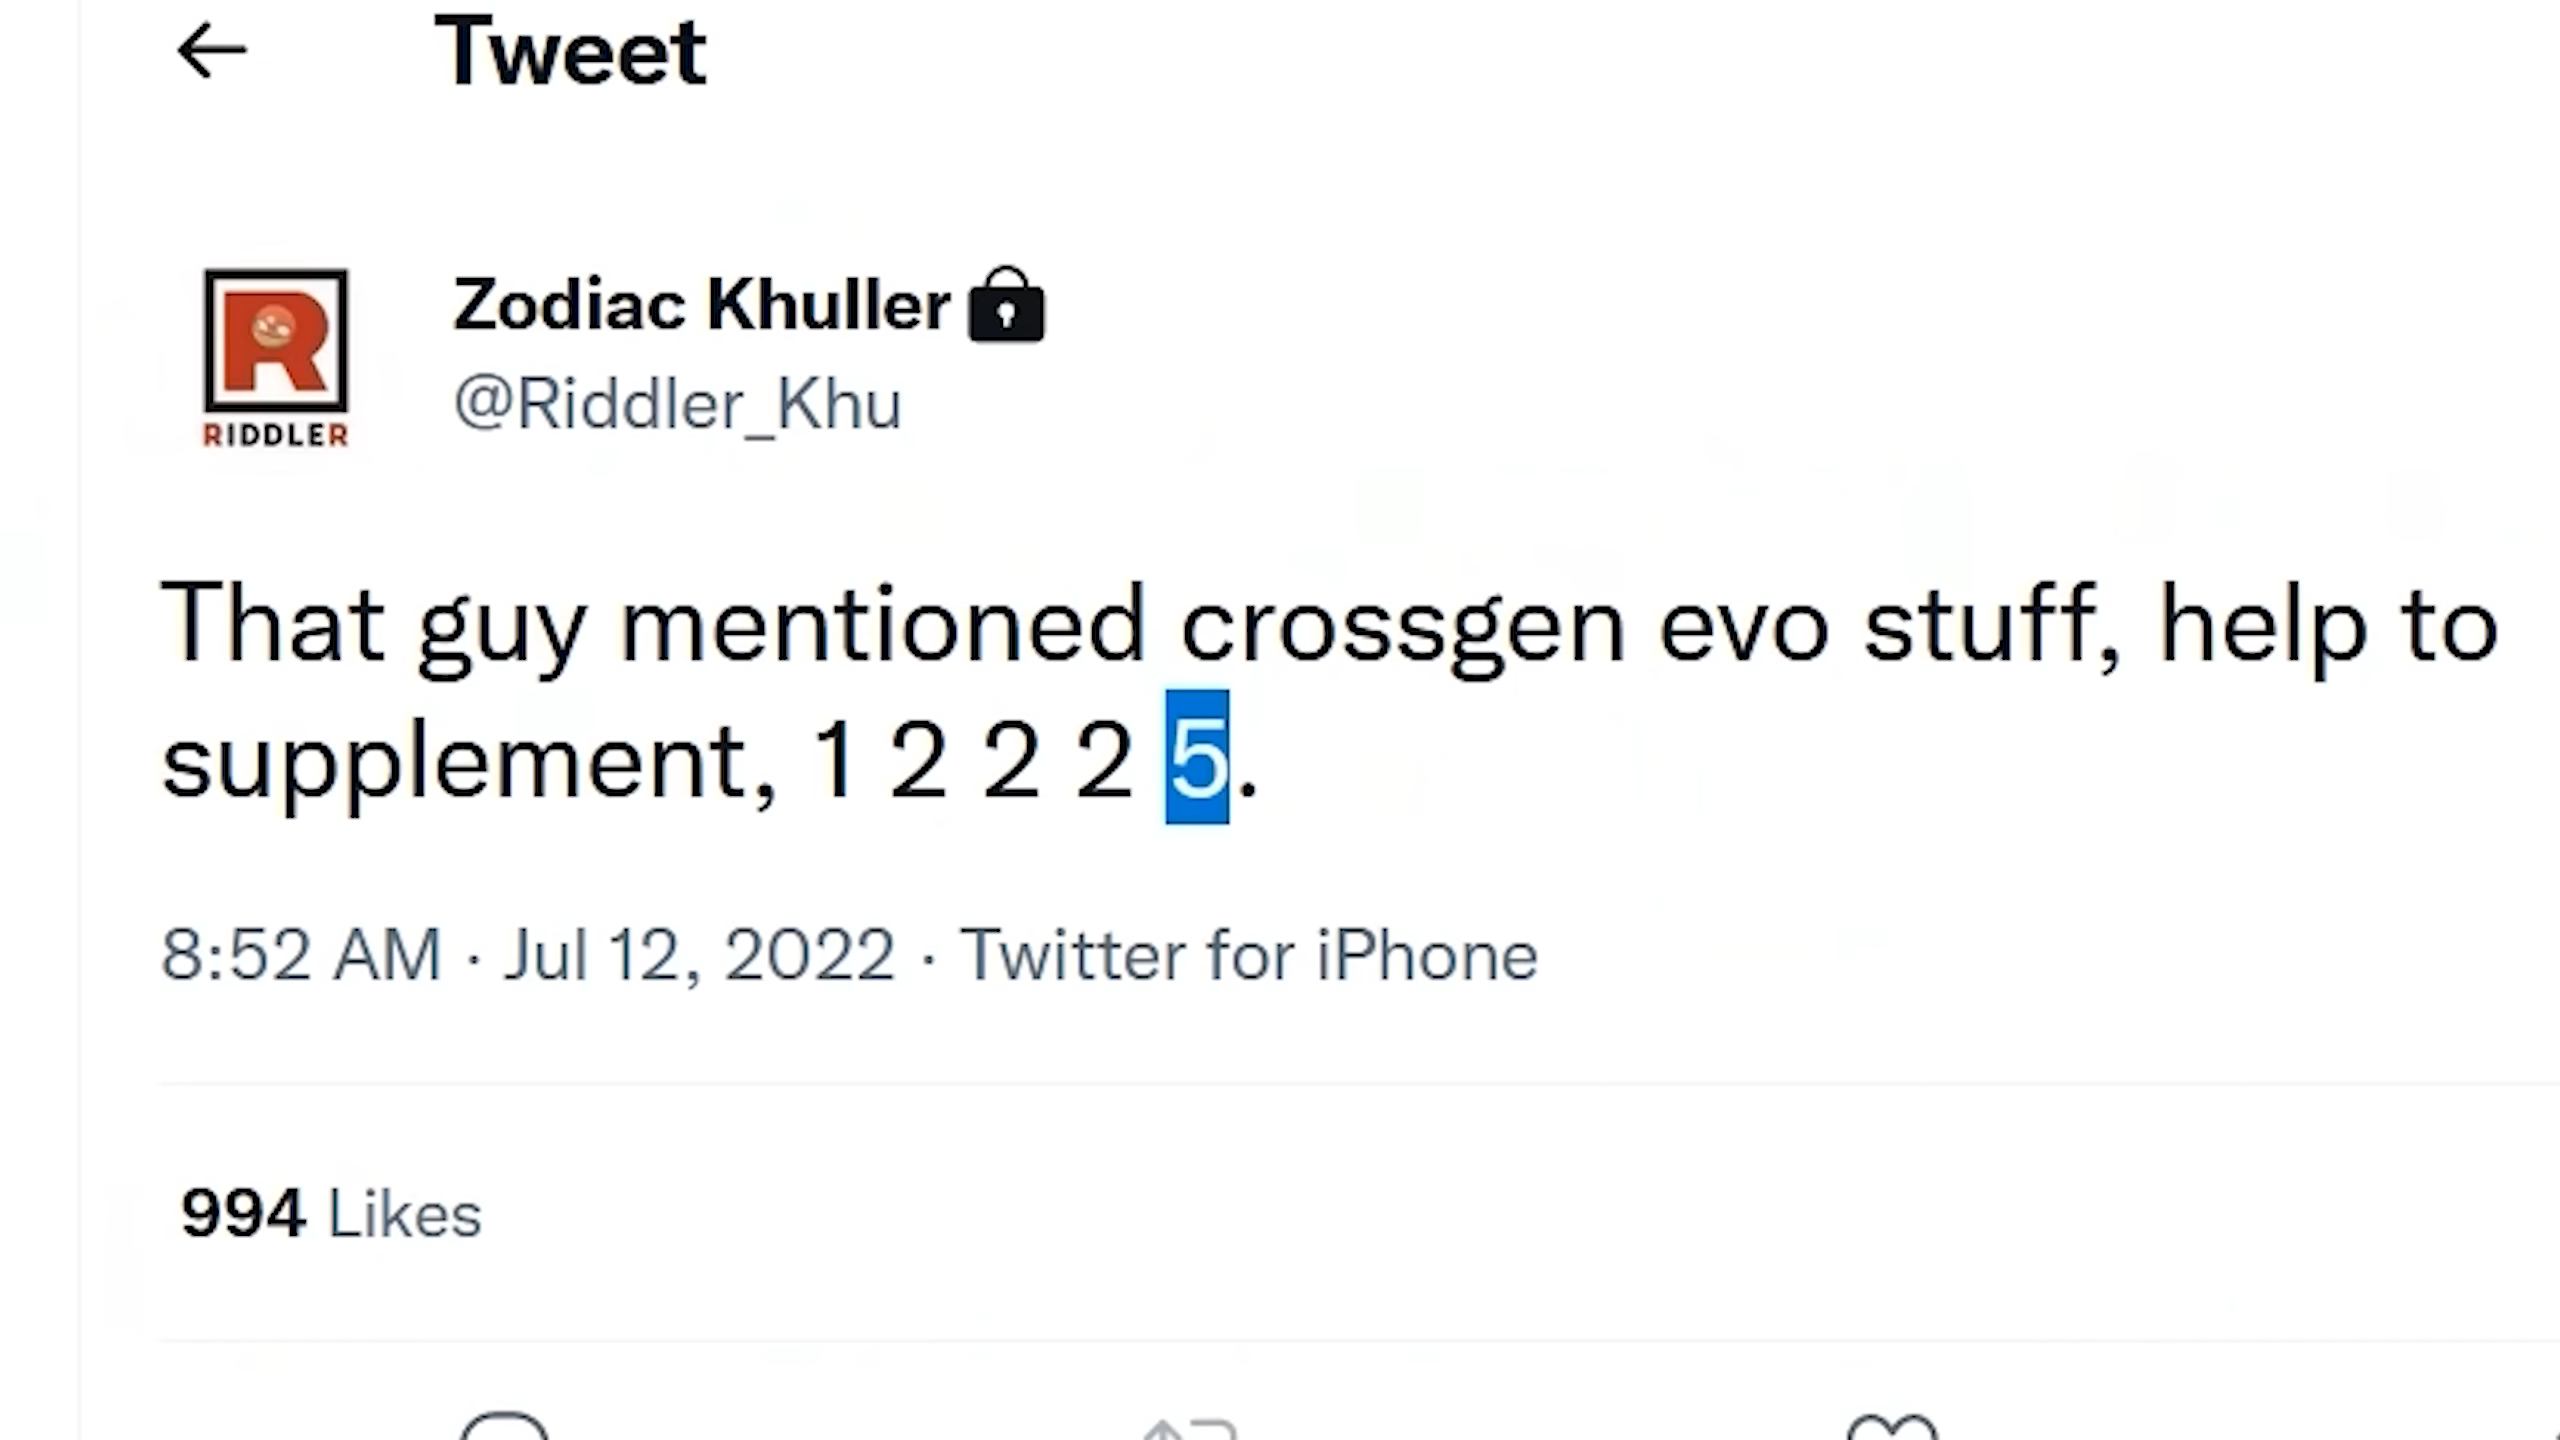 Tweet
Zodiac Khuller
@Riddler_Khu
R
RIDDLER
That guy mentioned crossgen evo stuff, help to
supplement, 1 2 2 2 5.
8:52 AM · Jul 12, 2022 · Twitter for iPhone
994 Likes